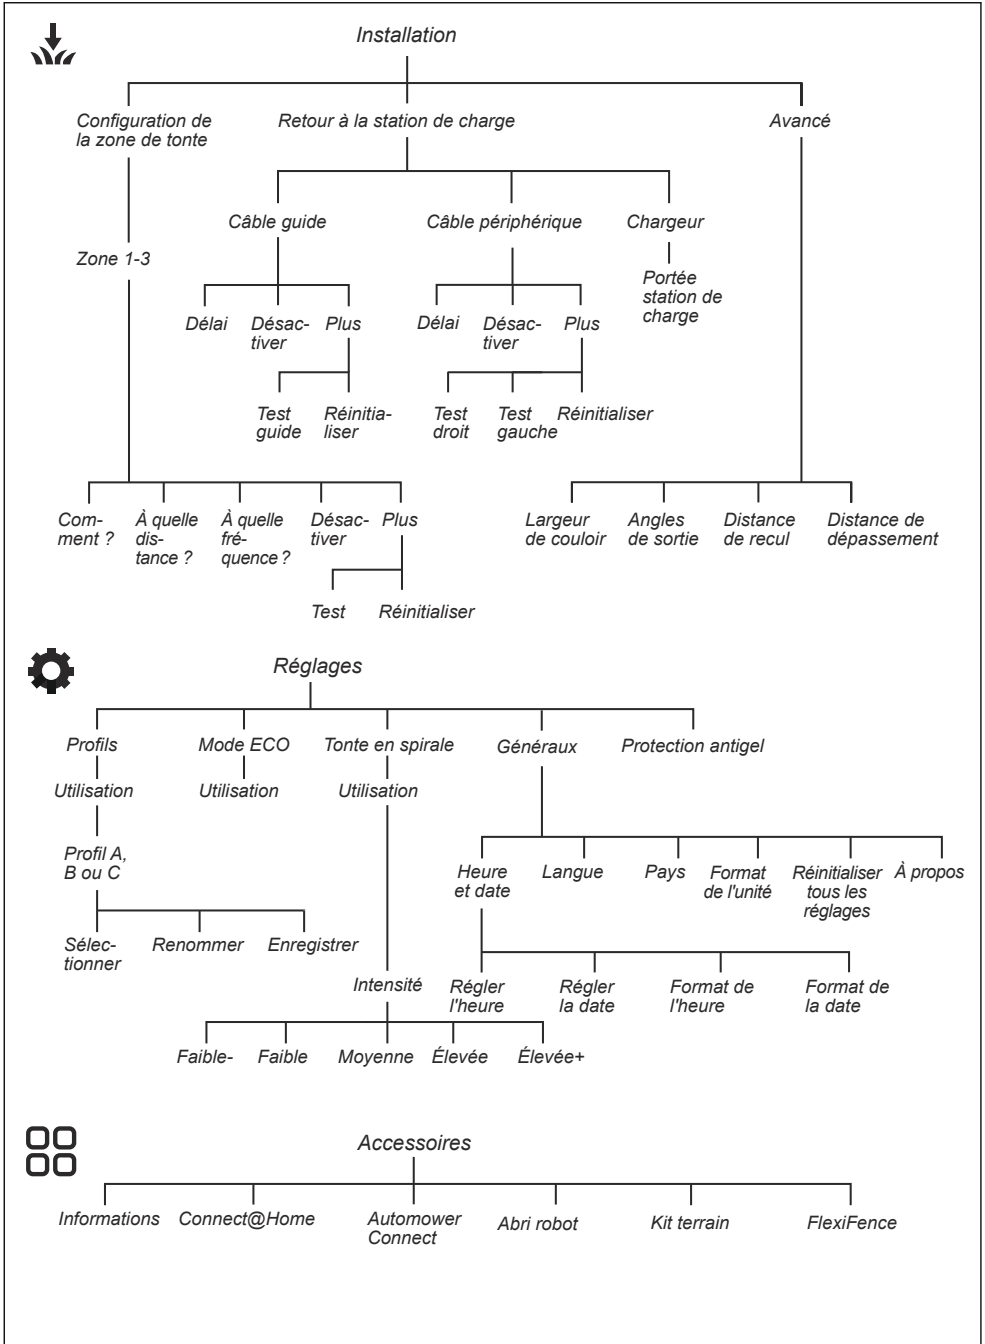 Installation
Configuration de
la zone de tonte
Retour à la station de charge
Avancé
Câble guide
Câble périphérique
Chargeur
Zone 1-3
Portée
station de
charge
Délai
Désac-
tiver
Plus
Délai
Désac-
tiver
Plus
Test
guide
Réinitia-
liser
Test
droit
Test
gauche
Réinitialiser
Com-
ment ?
À quelle
dis-
tance ?
À quelle
fré-
quence ?
Désac-
tiver
Plus
Largeur
de couloir
Angles
de sortie
Distance
de recul
Distance de
dépassement
Test
Réinitialiser
Réglages
Profils
Mode ECO
Tonte en spirale
Généraux
Protection antigel
Utilisation
Utilisation
Utilisation
Profil A,
B ou C
Heure
et date
Langue
Pays
Format
de l'unité
Réinitialiser
tous les
réglages
À propos
Sélec-
tionner
Renommer
Enregistrer
Intensité
Régler
l'heure
Régler
la date
Format de
l'heure
Format de
la date
Faible-
Faible
Moyenne
Élevée
Élevée+
Accessoires
Informations
Connect@Home
Automower
Connect
Abri robot
Kit terrain
FlexiFence